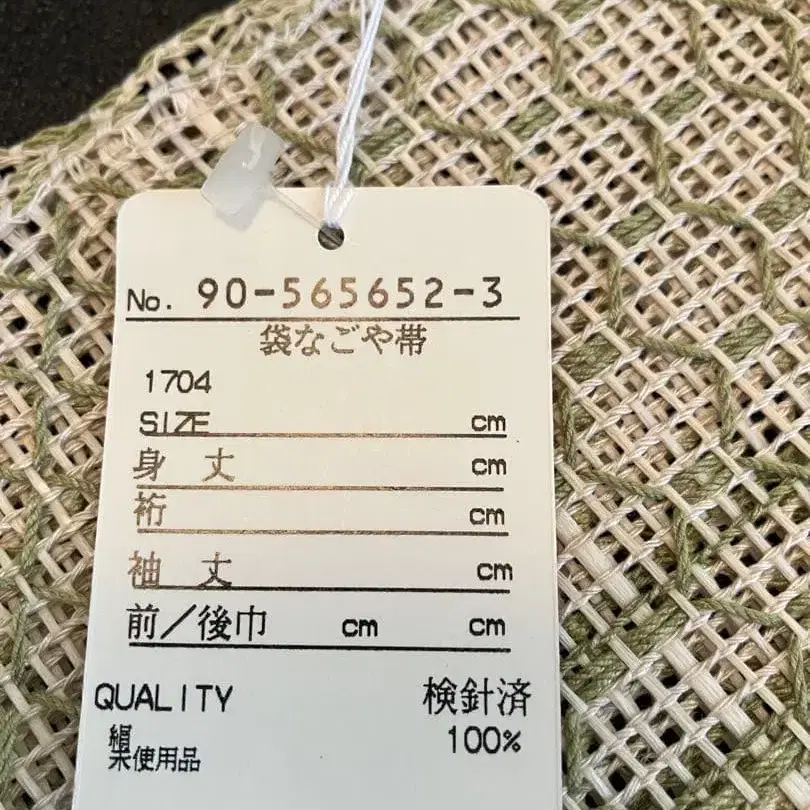 No. 90-565652-3
袋なごや帯
1704
SIZE cm
身 丈 cm
裄 cm
袖 丈 cm
前/後巾 cm cm
QUALITY 検針済
絹 100%
未使用品